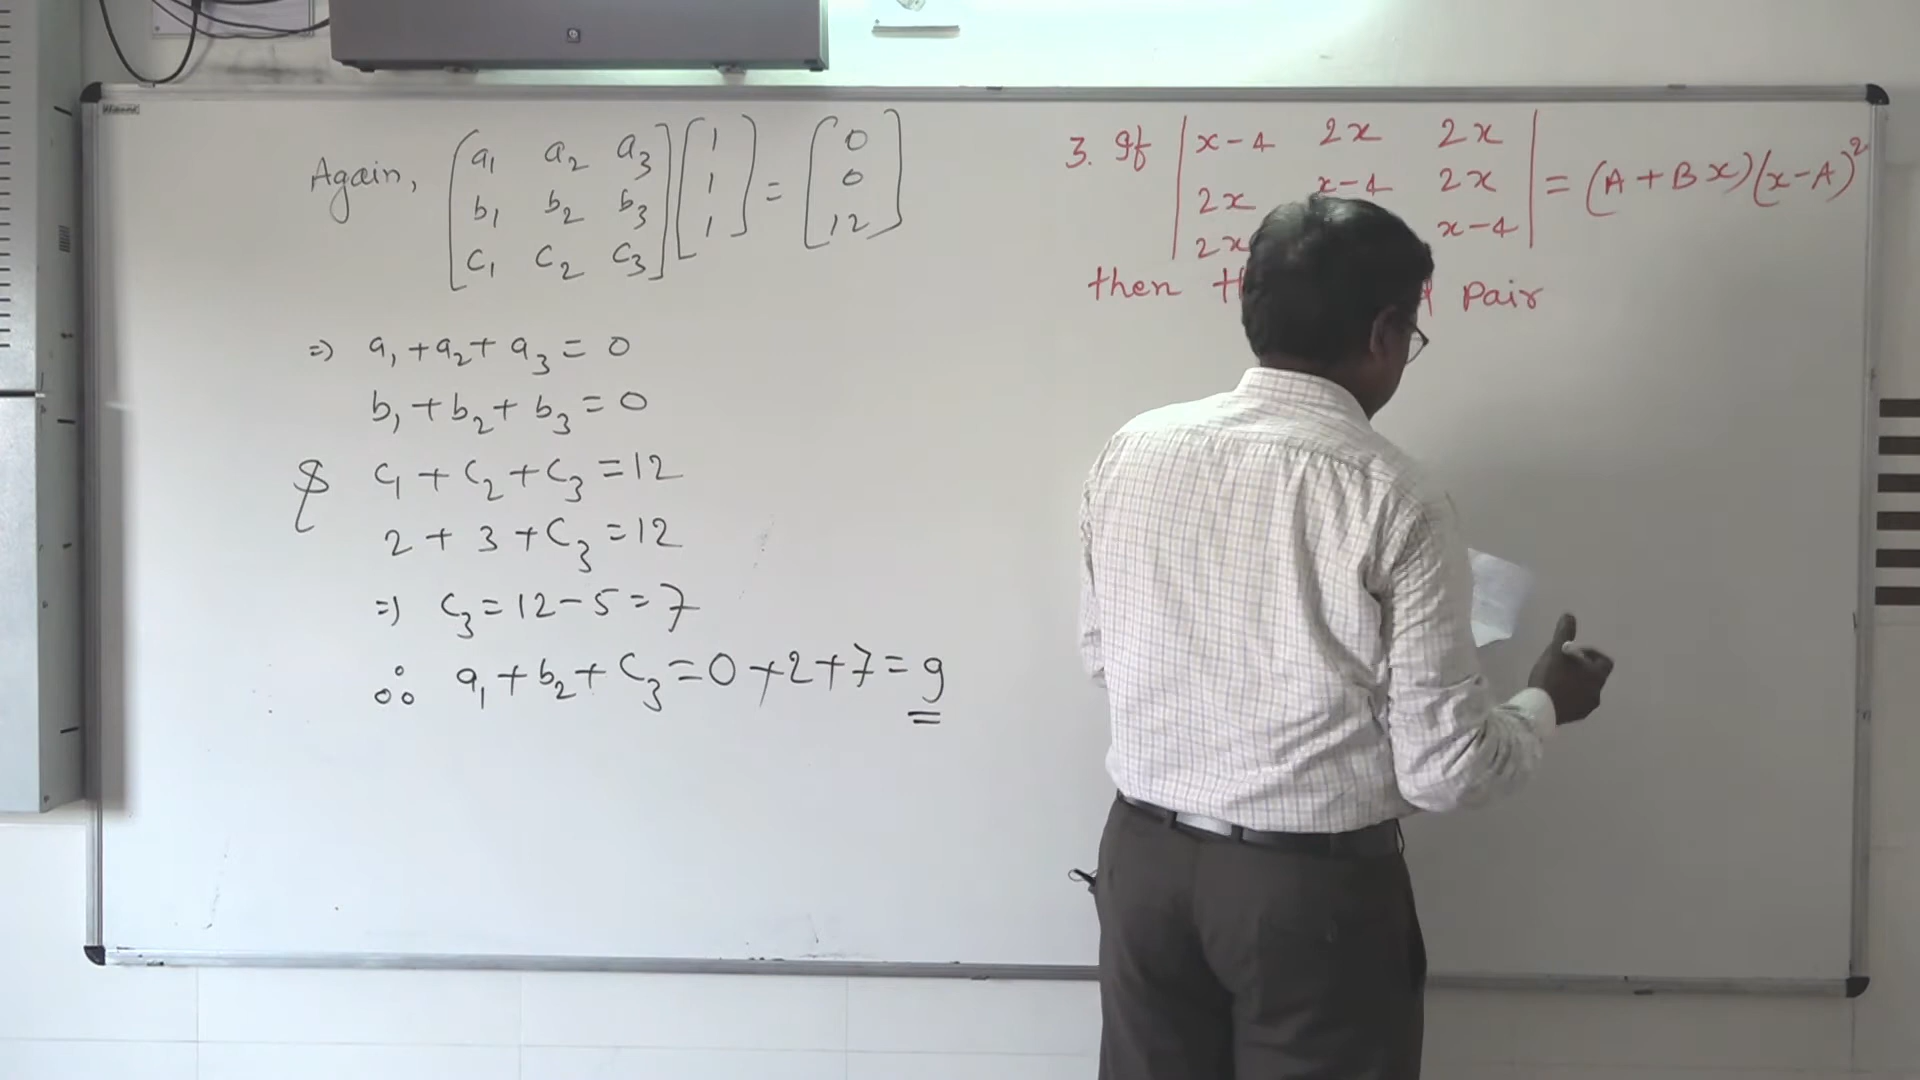 Again, [a₁ a₂ a₃] [1] = [0]
[b₁ b₂ b₃] [1] [0]
[c₁ c₂ c₃] [1] [12]
=) a₁ + a₂ + a₃ = 0
b₁ + b₂ + b₃ = 0
& c₁ + c₂ + c₃ = 12
2 + 3 + c₃ = 12
=) c₃ = 12 - 5 = 7
∴ a₁ + b₂ + c₃ = 0 + 2 + 7 = 9
3. If | x-4 2x 2x |
| 2x x-4 2x | = (A + Bx)(x-A)²
| 2x x-4 |
then pair